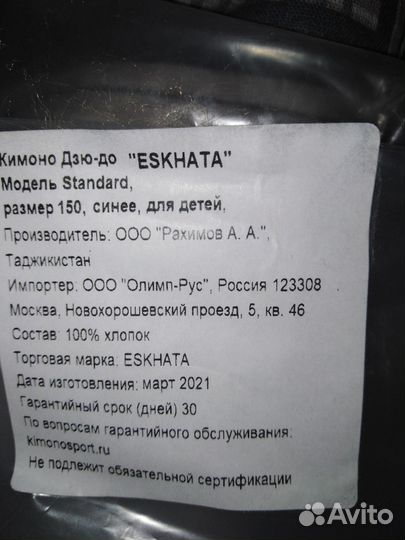 Кимоно Дзю-до "ESKHATA"
Модель Standard,
размер 150, синее, для детей,
Производитель: ООО "Рахимов А. А.",
Таджикистан
Импортер: ООО "Олимп-Рус", Россия 123308
Москва, Новохорошевский проезд, 5, кв. 46
Состав: 100% хлопок
Торговая марка: ESKHATA
Дата изготовления: март 2021
Гарантийный срок (дней) 30
По вопросам гарантийного обслуживания:
kimonosport.ru
Не подлежит обязательной сертификации
Avito